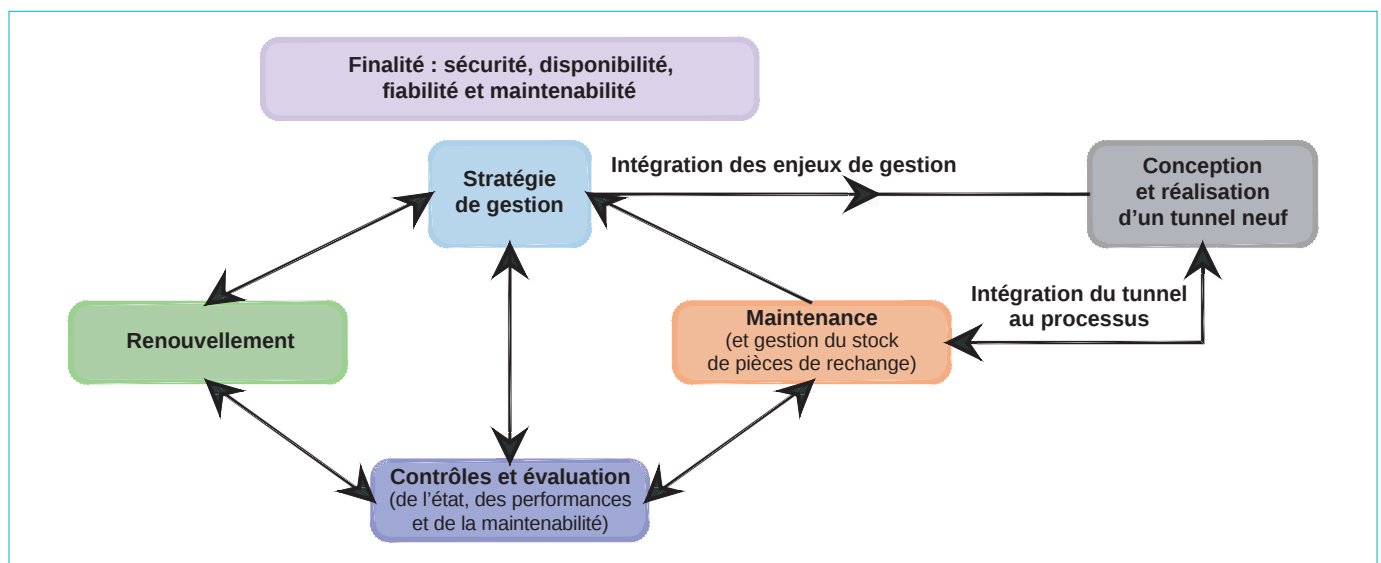 Finalité : sécurité, disponibilité,
fiabilité et maintenabilité
Stratégie
de gestion
Intégration des enjeux de gestion
Conception
et réalisation
d’un tunnel neuf
Renouvellement
Maintenance
(et gestion du stock
de pièces de rechange)
Intégration du tunnel
au processus
Contrôles et évaluation
(de l’état, des performances
et de la maintenabilité)